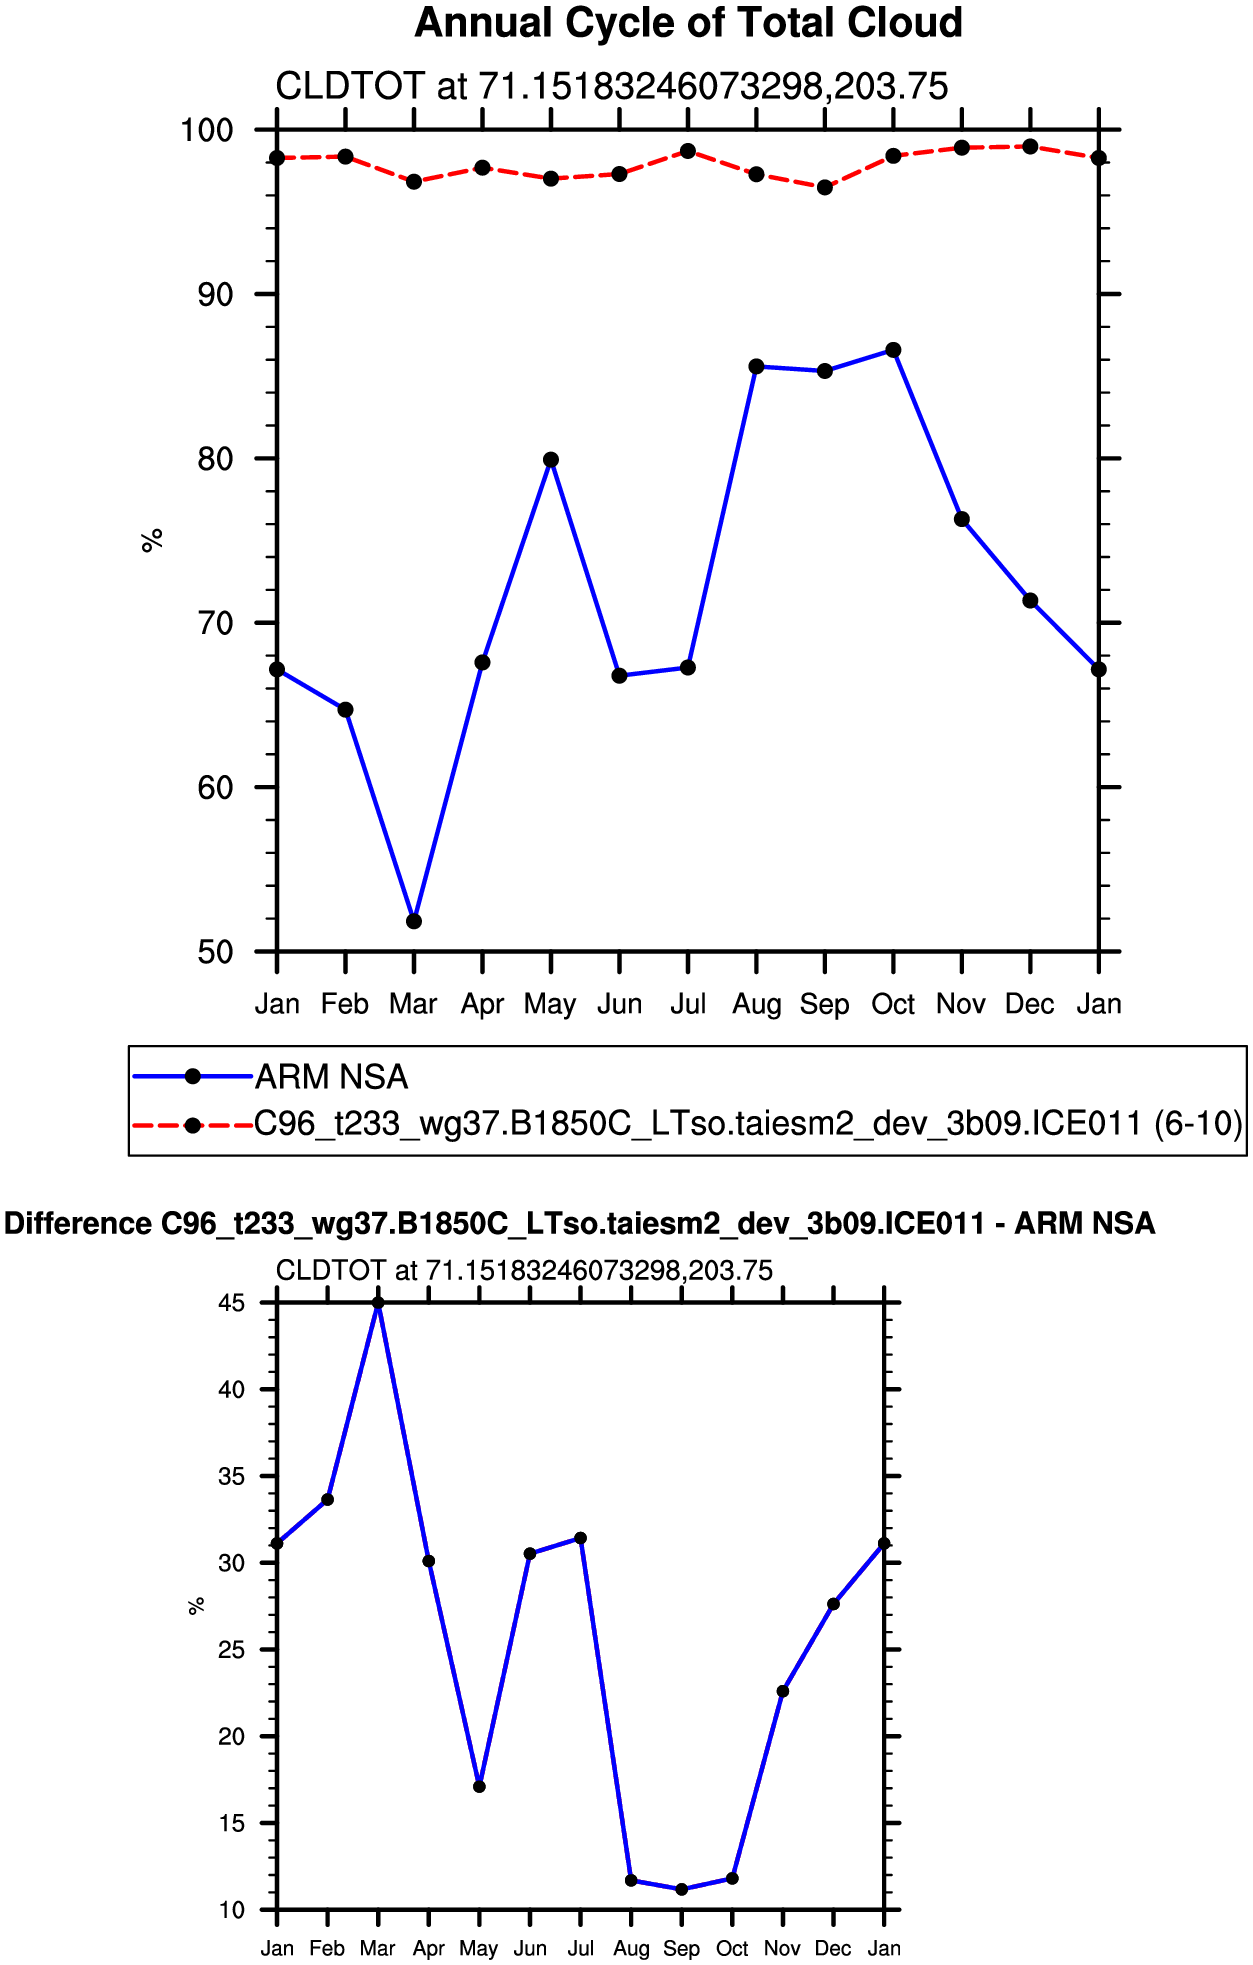 Annual Cycle of Total Cloud
CLDTOT at 71.15183246073298,203.75
100
90
80
%
70
60
50
Jan Feb Mar Apr May Jun Jul Aug Sep Oct Nov Dec Jan
ARM NSA
C96_t233_wg37.B1850C_LTso.taiesm2_dev_3b09.ICE011 (6-10)
Difference C96_t233_wg37.B1850C_LTso.taiesm2_dev_3b09.ICE011 - ARM NSA
CLDTOT at 71.15183246073298,203.75
45
40
35
30
%
25
20
15
10
Jan Feb Mar Apr May Jun Jul Aug Sep Oct Nov Dec Jan